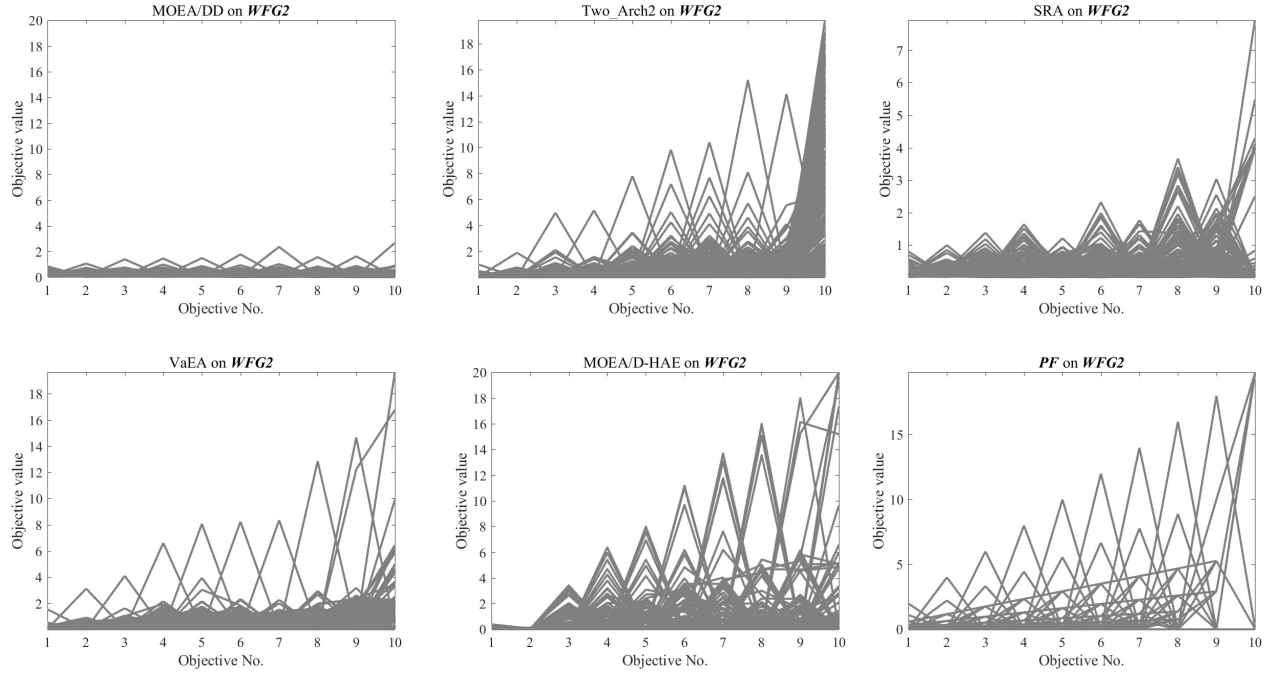 MOEA/DD on WFG2
Objective value
20
18
16
14
12
10
8
6
4
2
0
1 2 3 4 5 6 7 8 9 10
Objective No.
Two_Arch2 on WFG2
Objective value
18
16
14
12
10
8
6
4
2
1 2 3 4 5 6 7 8 9 10
Objective No.
SRA on WFG2
Objective value
7
6
5
4
3
2
1
1 2 3 4 5 6 7 8 9 10
Objective No.
VaEA on WFG2
Objective value
18
16
14
12
10
8
6
4
2
1 2 3 4 5 6 7 8 9 10
Objective No.
MOEA/D-HAE on WFG2
Objective value
20
18
16
14
12
10
8
6
4
2
0
1 2 3 4 5 6 7 8 9 10
Objective No.
PF on WFG2
Objective value
15
10
5
0
1 2 3 4 5 6 7 8 9 10
Objective No.